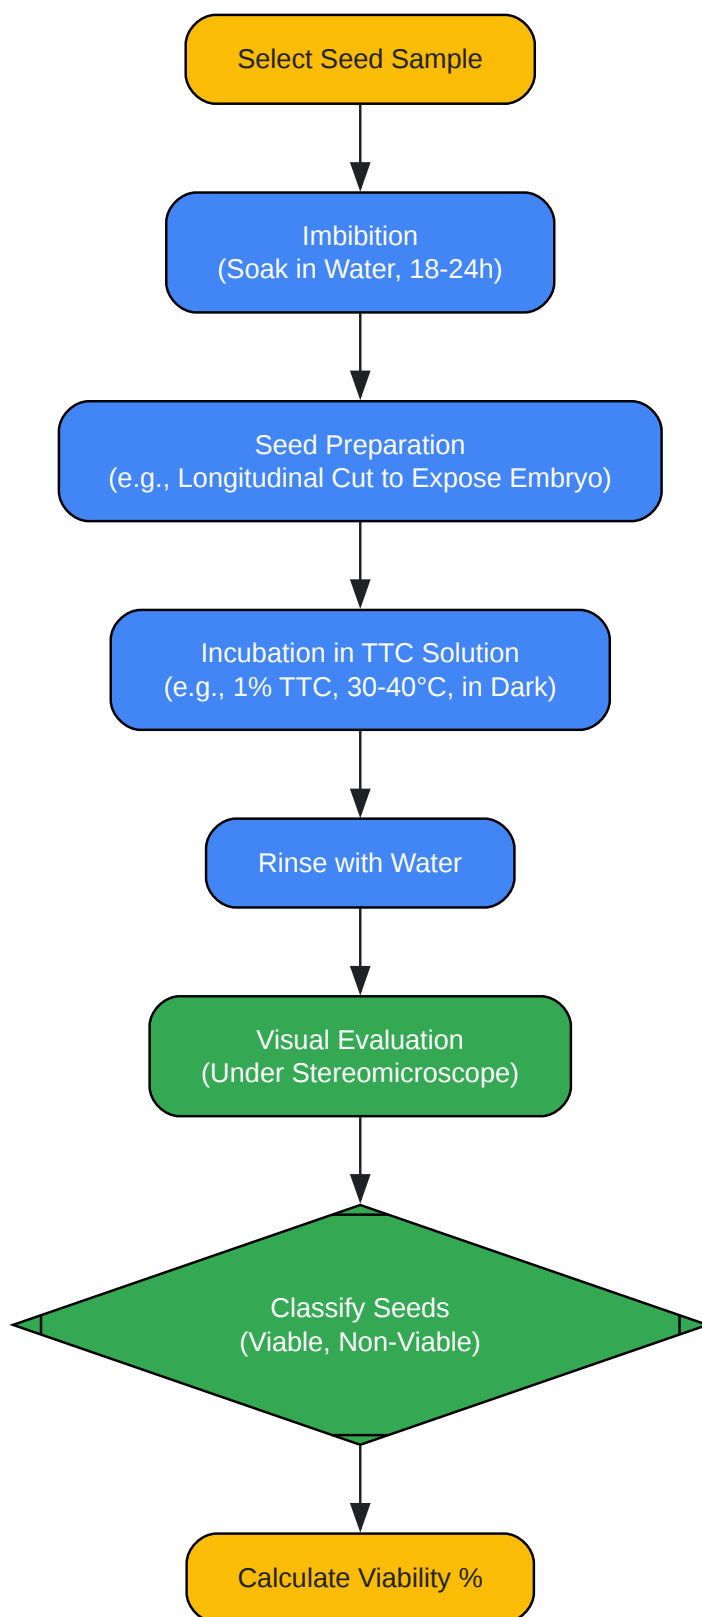 Select Seed Sample
Imbibition
(Soak in Water, 18-24h)
Seed Preparation
(e.g., Longitudinal Cut to Expose Embryo)
Incubation in TTC Solution
(e.g., 1% TTC, 30-40°C, in Dark)
Rinse with Water
Visual Evaluation
(Under Stereomicroscope)
Classify Seeds
(Viable, Non-Viable)
Calculate Viability %